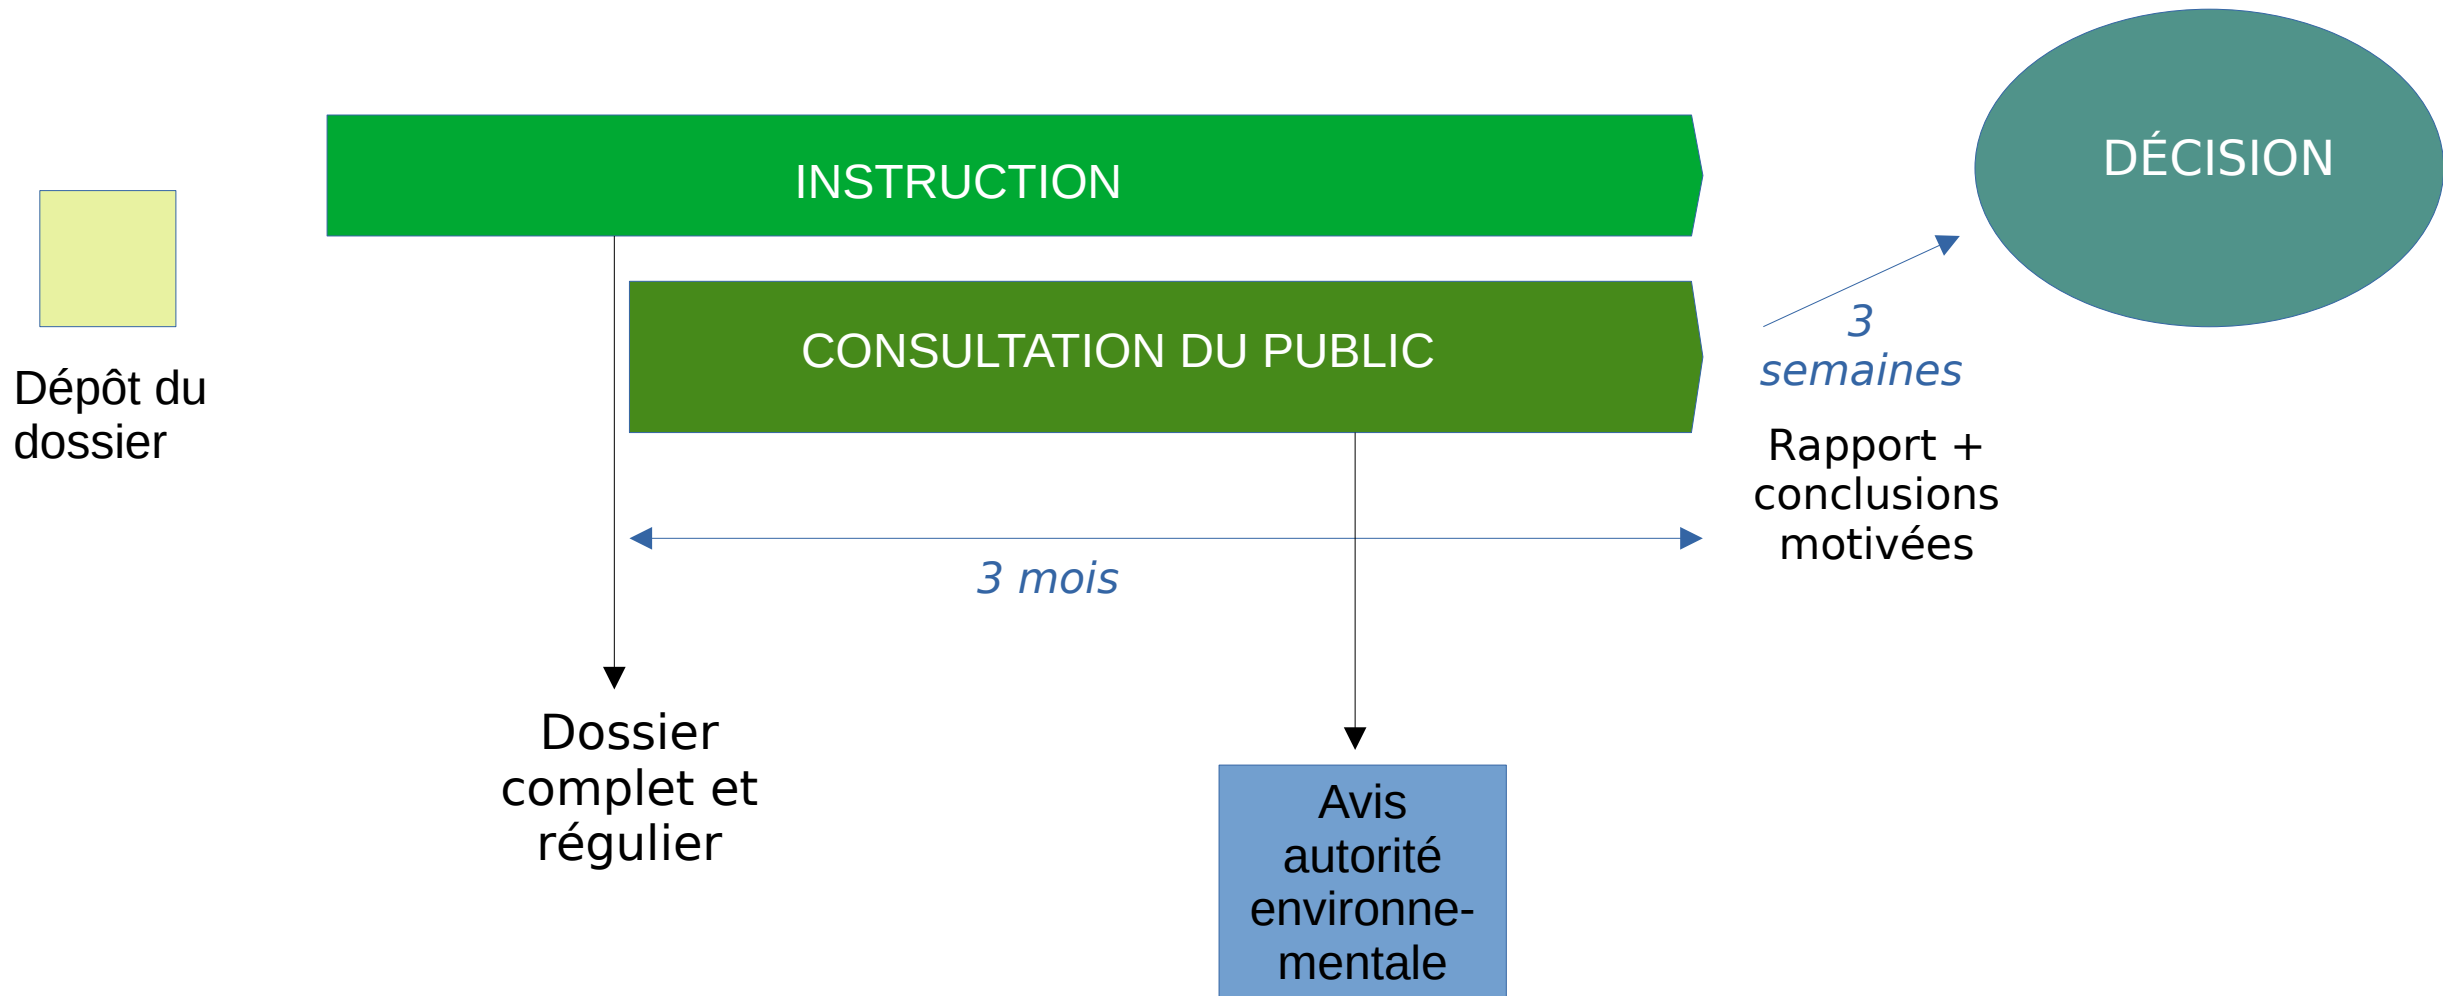 DÉCISION
INSTRUCTION
CONSULTATION DU PUBLIC
3
semaines
Dépôt du
dossier
Rapport +
conclusions
motivées
3 mois
Dossier
complet et
régulier
Avis
autorité
environne-
mentale